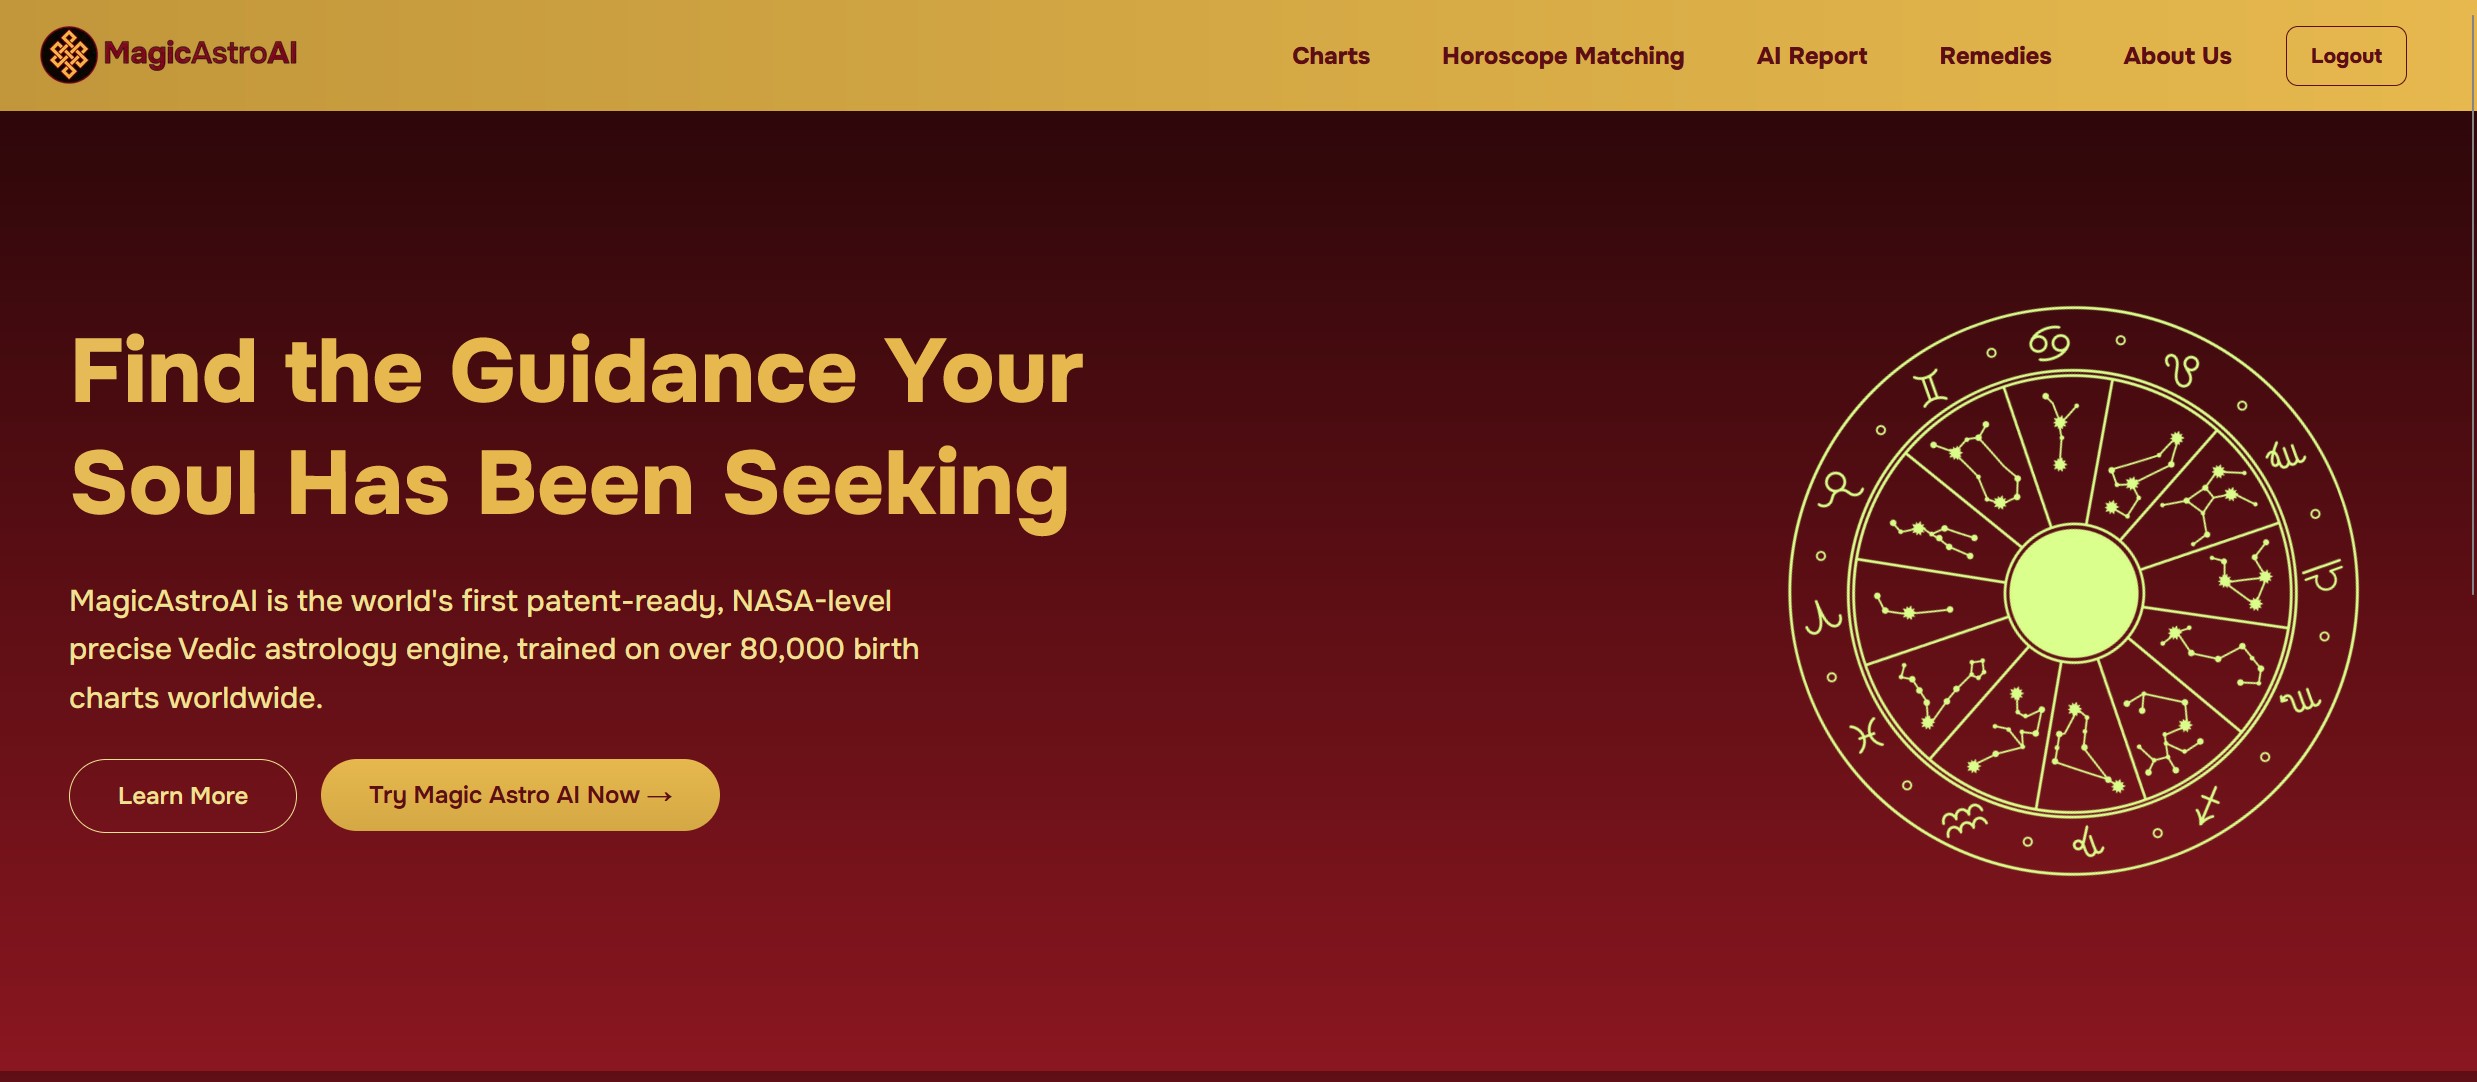 MagicAstroAI
Charts
Horoscope Matching
AI Report
Remedies
About Us
Logout
Find the Guidance Your
Soul Has Been Seeking
MagicAstroAI is the world's first patent-ready, NASA-level
precise Vedic astrology engine, trained on over 80,000 birth
charts worldwide.
Learn More
Try Magic Astro AI Now →